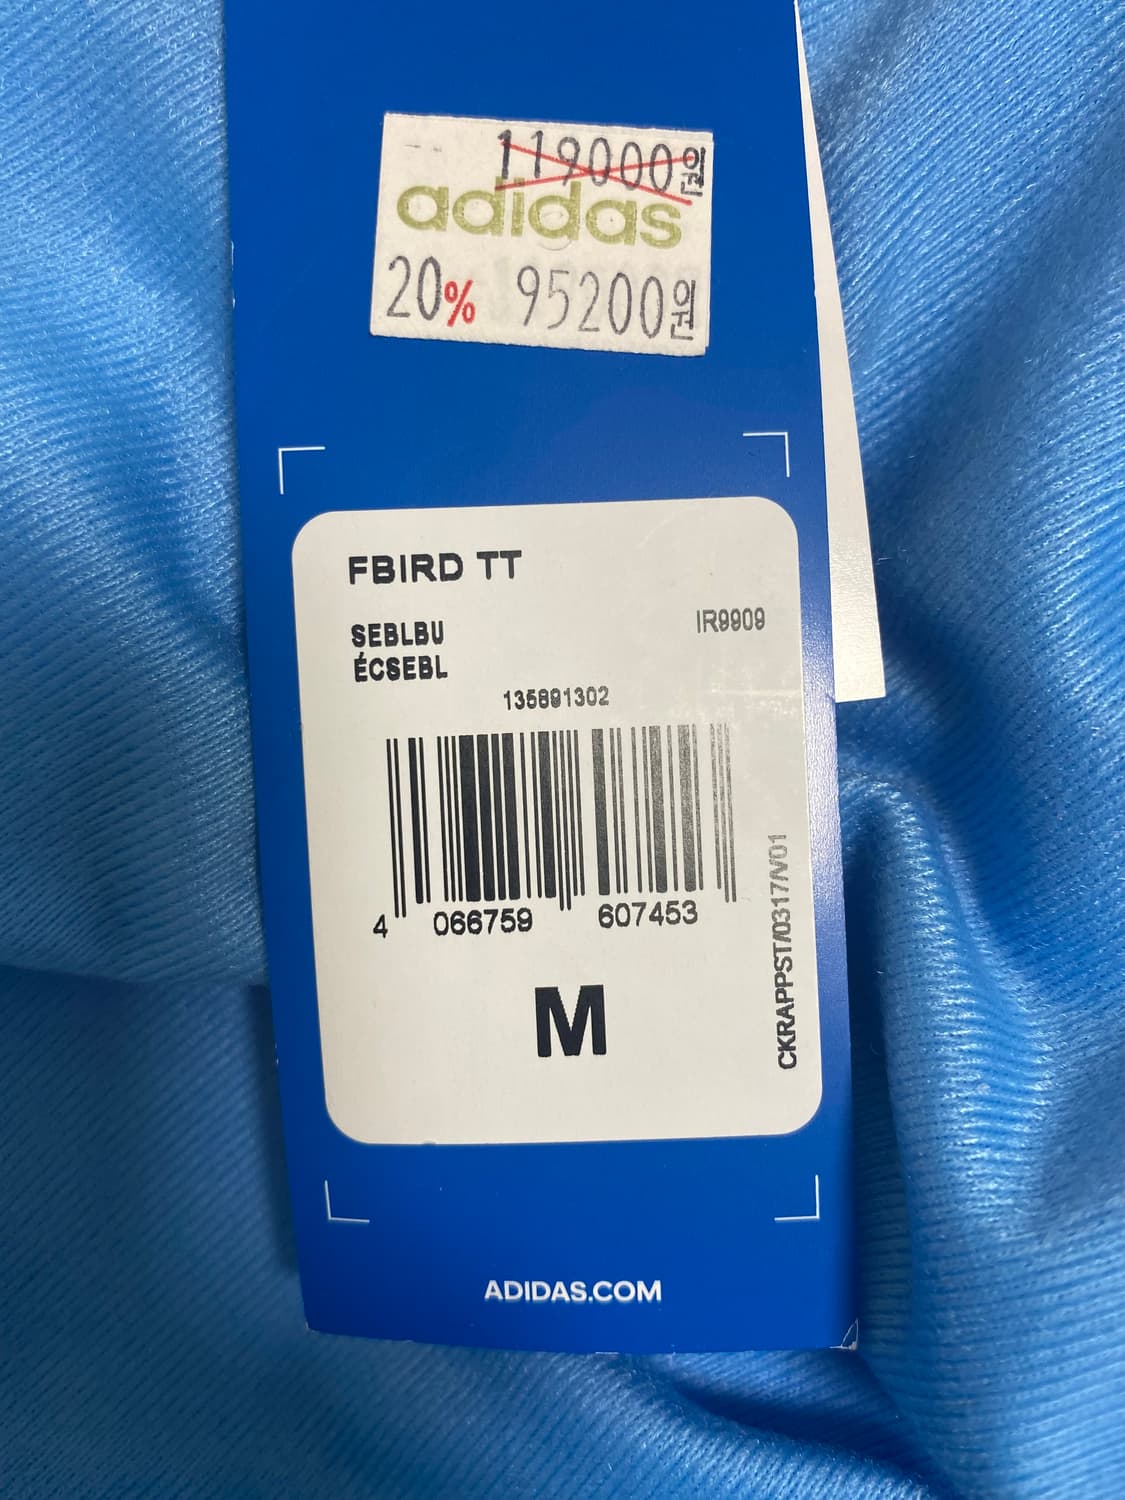 119000원
adidas
20% 95200원
FBIRD TT
SEBLBU
IR9909
ÉCSEBL
135891302
4 066759 607453
M
CKRAPPST/0317/V01
ADIDAS.COM